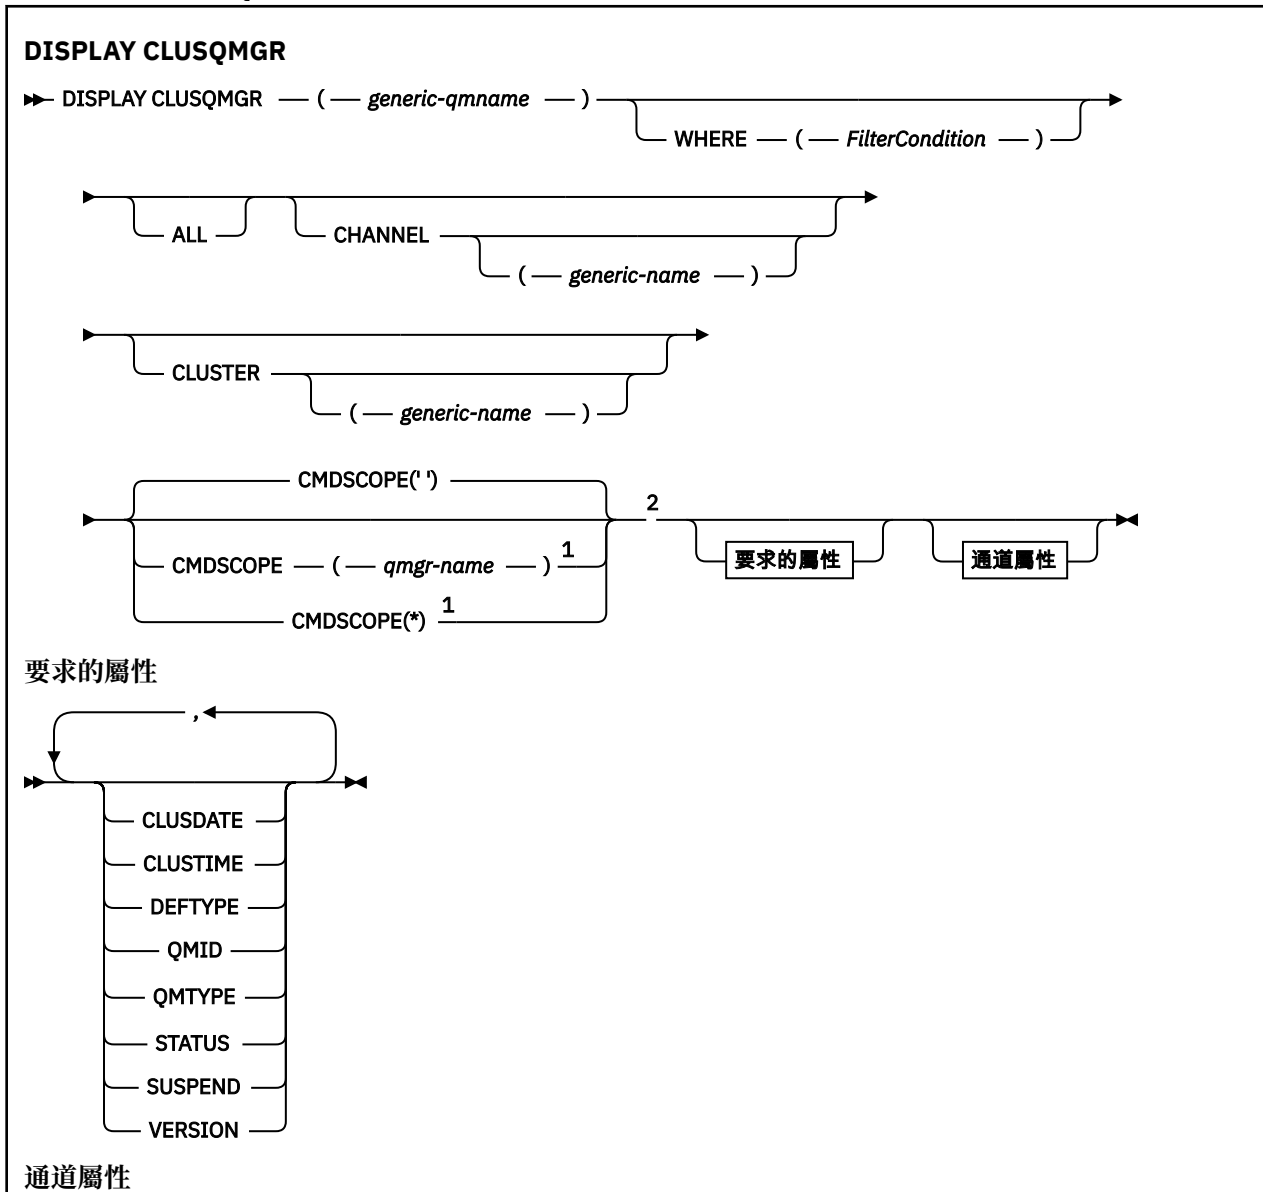 DISPLAY CLUSQMGR
DISPLAY CLUSQMGR ( generic-qmname )
WHERE ( FilterCondition )
ALL CHANNEL
( generic-name )
CLUSTER
( generic-name )
CMDSCOPE(' ')
2
CMDSCOPE ( qmgr-name ) 1 要求的屬性 通道屬性
CMDSCOPE(*) 1
要求的屬性
,
CLUSDATE
CLUSTIME
DEFTYPE
QMID
QMTYPE
STATUS
SUSPEND
VERSION
通道屬性